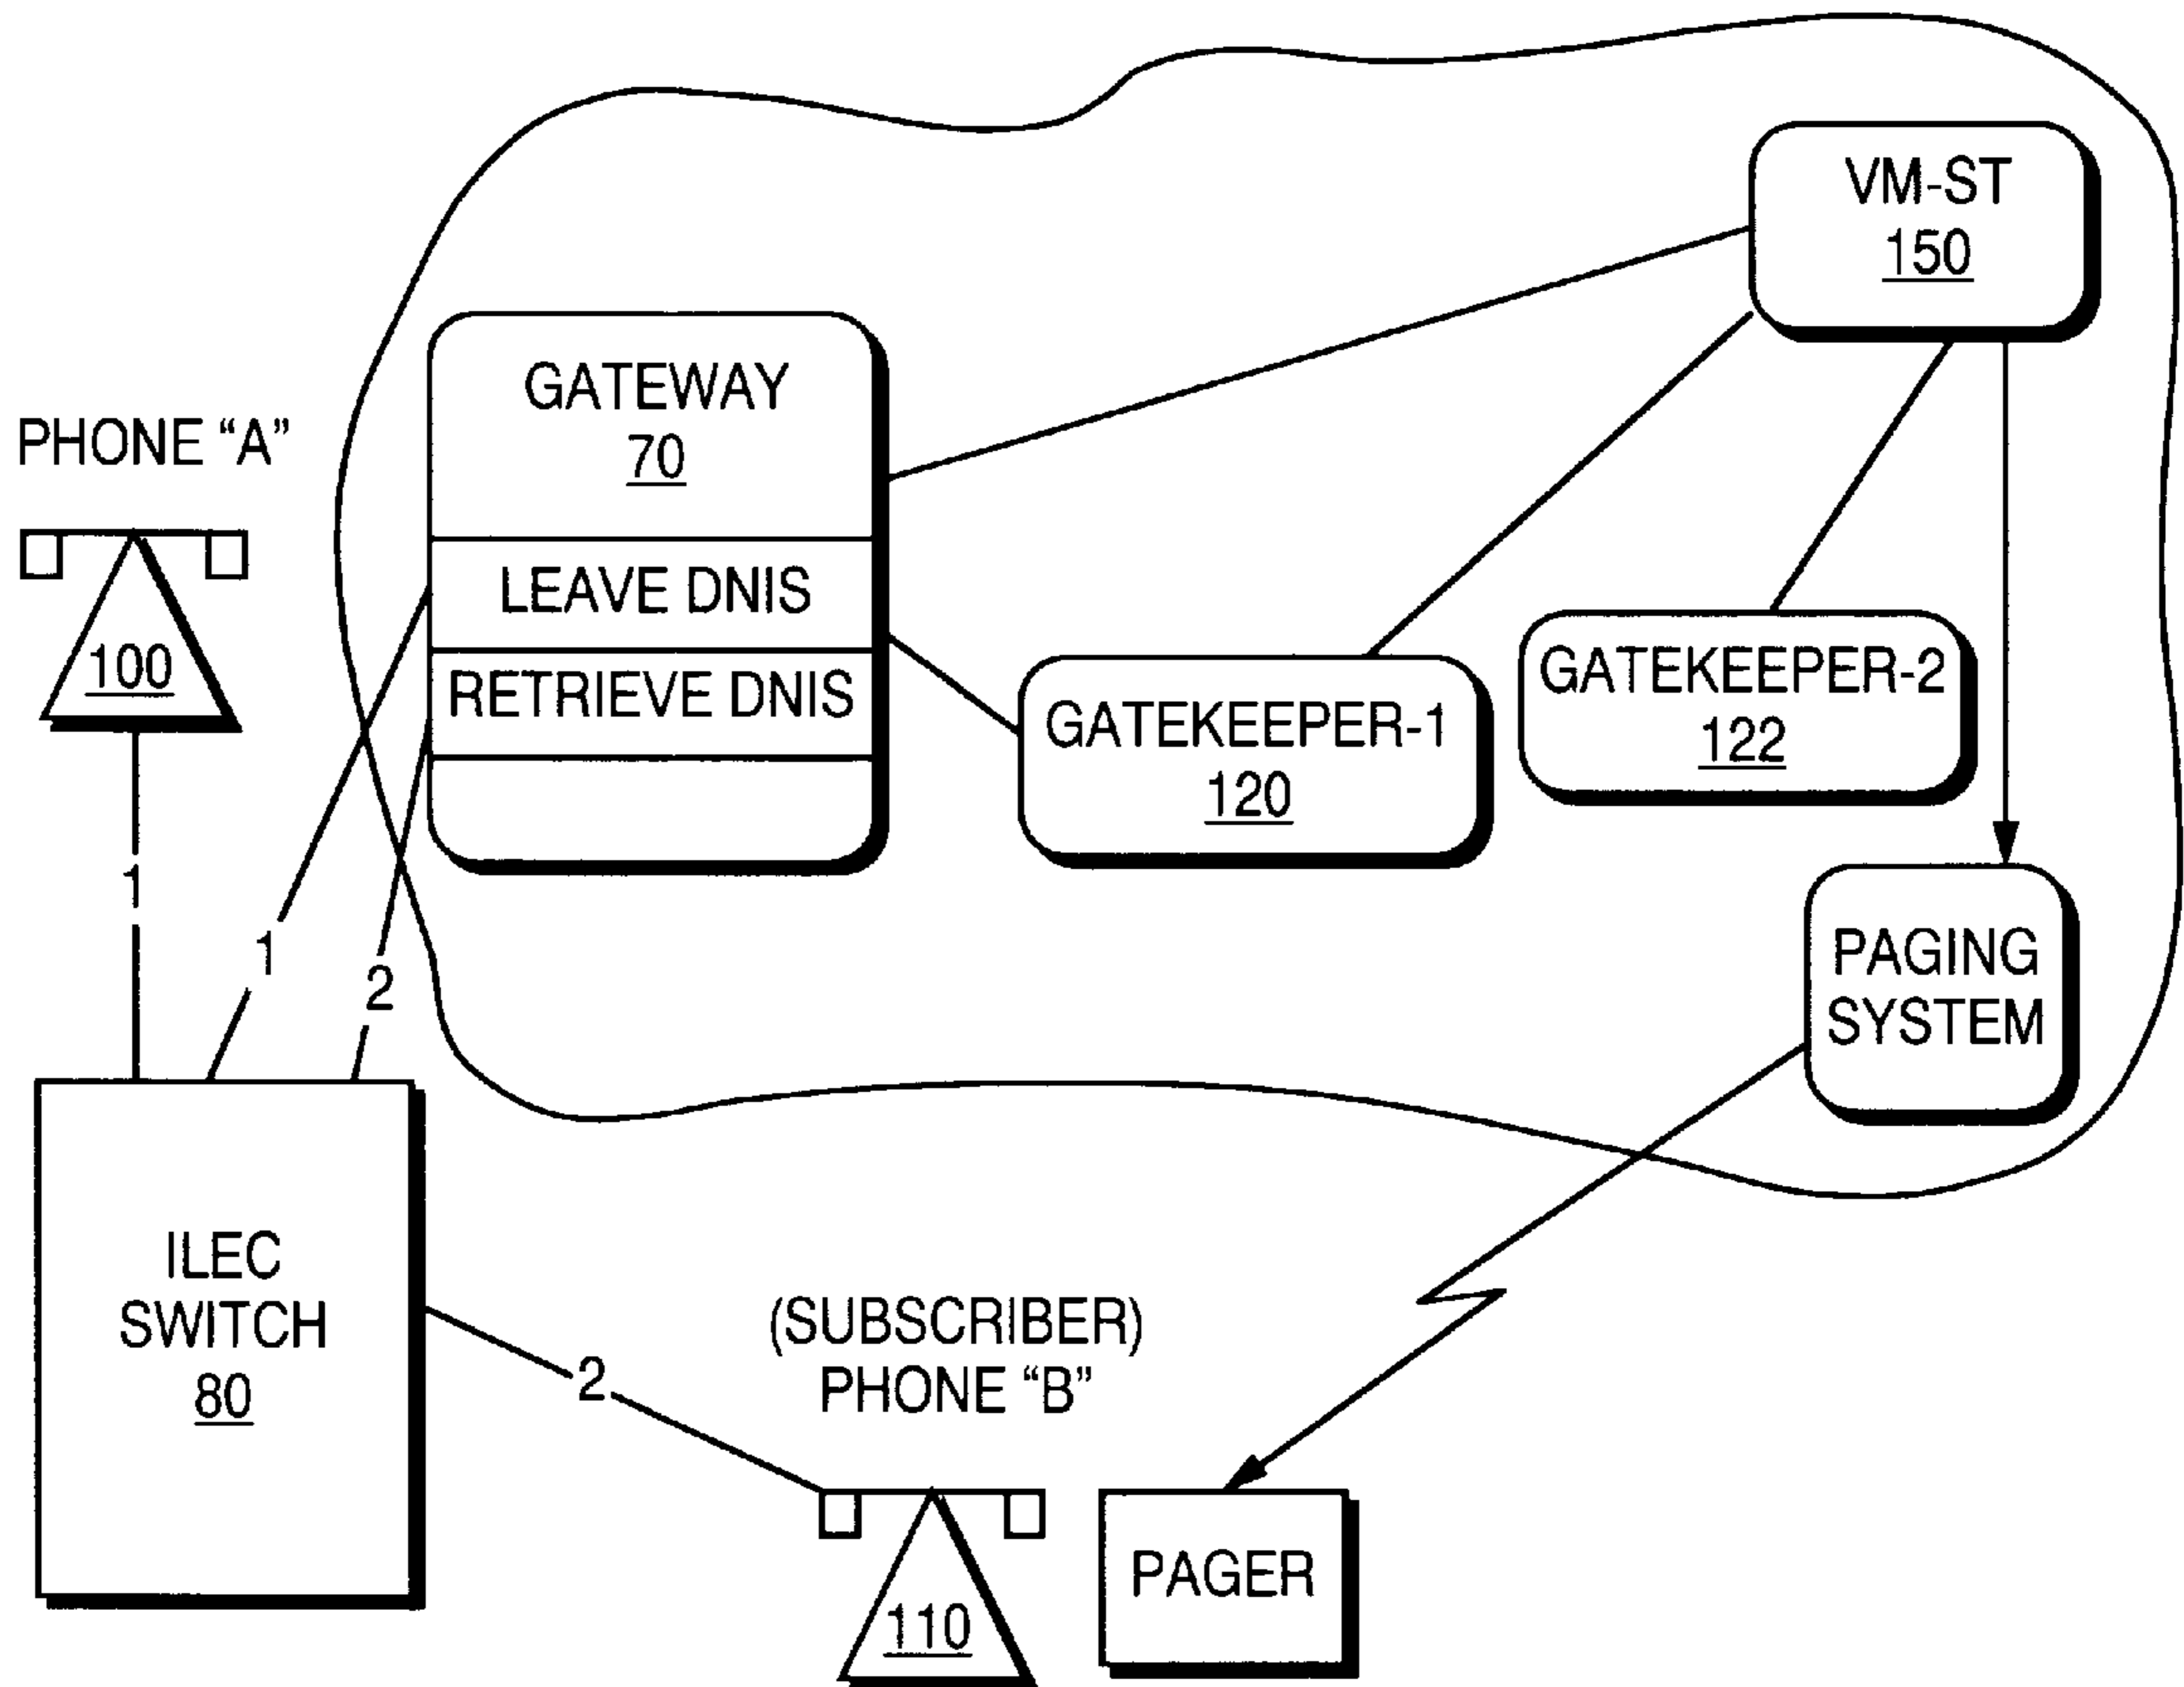 VM-ST
150
GATEWAY
70
LEAVE DNIS
RETRIEVE DNIS
PHONE “A”
100
GATEKEEPER-1
120
GATEKEEPER-2
122
1
1
2
PAGING
SYSTEM
ILEC
SWITCH
80
2
(SUBSCRIBER)
PHONE “B”
110
PAGER